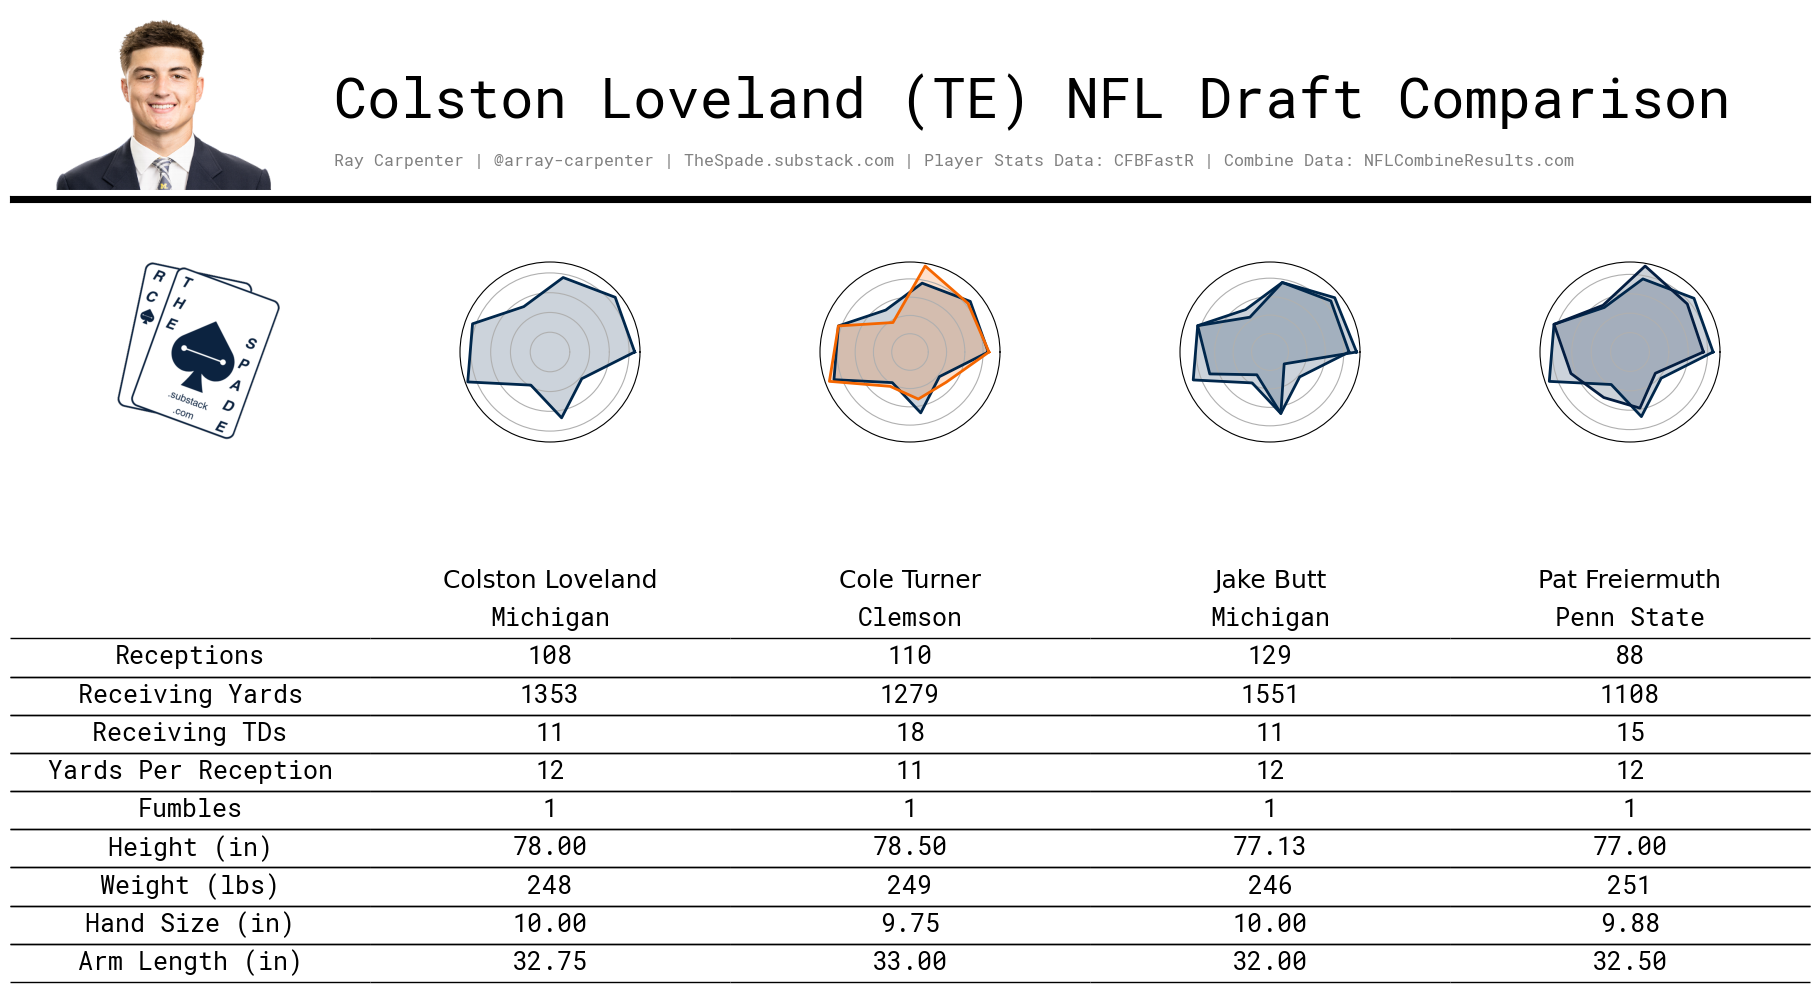 Colston Loveland (TE) NFL Draft Comparison
Ray Carpenter | @array-carpenter | TheSpade.substack.com | Player Stats Data: CFBFastR | Combine Data: NFLCombineResults.com
R C
THE
SPADE
.substack
.com
Colston Loveland Cole Turner Jake Butt Pat Freiermuth
Michigan Clemson Michigan Penn State
Receptions 108 110 129 88
Receiving Yards 1353 1279 1551 1108
Receiving TDs 11 18 11 15
Yards Per Reception 12 11 12 12
Fumbles 1 1 1 1
Height (in) 78.00 78.50 77.13 77.00
Weight (lbs) 248 249 246 251
Hand Size (in) 10.00 9.75 10.00 9.88
Arm Length (in) 32.75 33.00 32.00 32.50